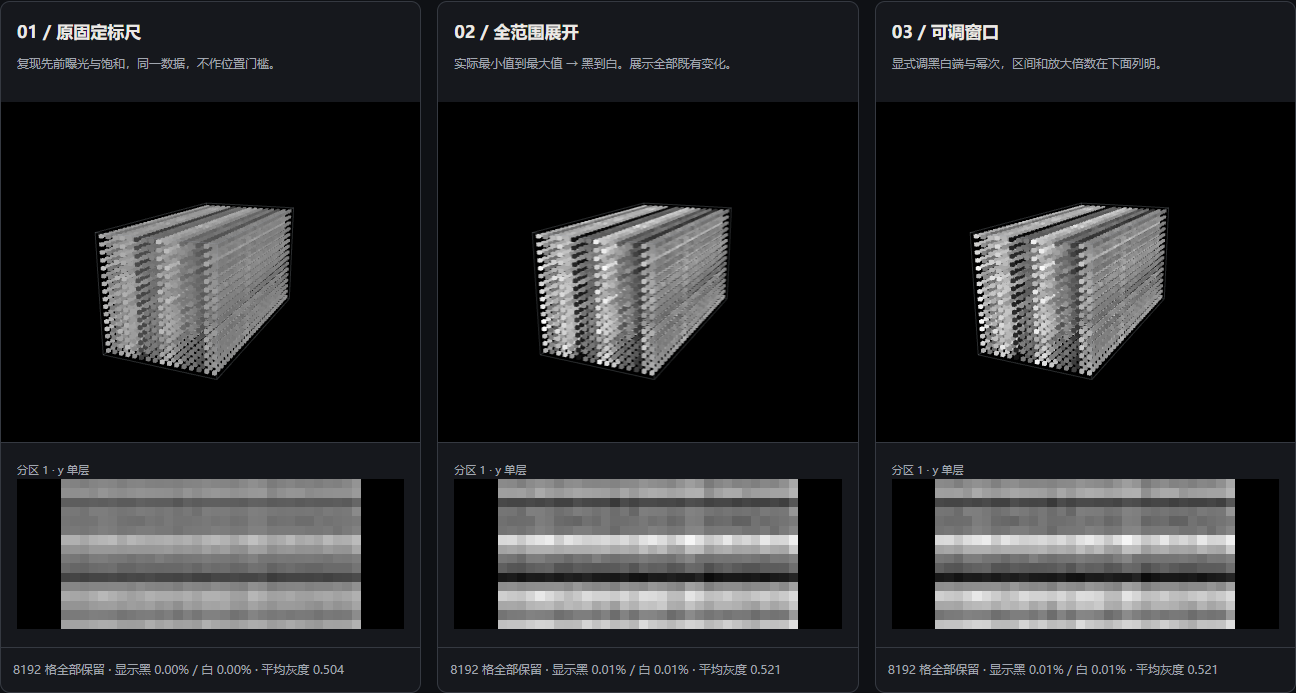 01 / 原固定标尺
复现先前曝光与饱和，同一数据，不作位置门槛。
分区 1 · y 单层
8192 格全部保留 · 显示黑 0.00% / 白 0.00% · 平均灰度 0.504
02 / 全范围展开
实际最小值到最大值 → 黑到白。展示全部既有变化。
分区 1 · y 单层
8192 格全部保留 · 显示黑 0.01% / 白 0.01% · 平均灰度 0.521
03 / 可调窗口
显式调黑白端与幂次，区间和放大倍数在下面列明。
分区 1 · y 单层
8192 格全部保留 · 显示黑 0.01% / 白 0.01% · 平均灰度 0.521